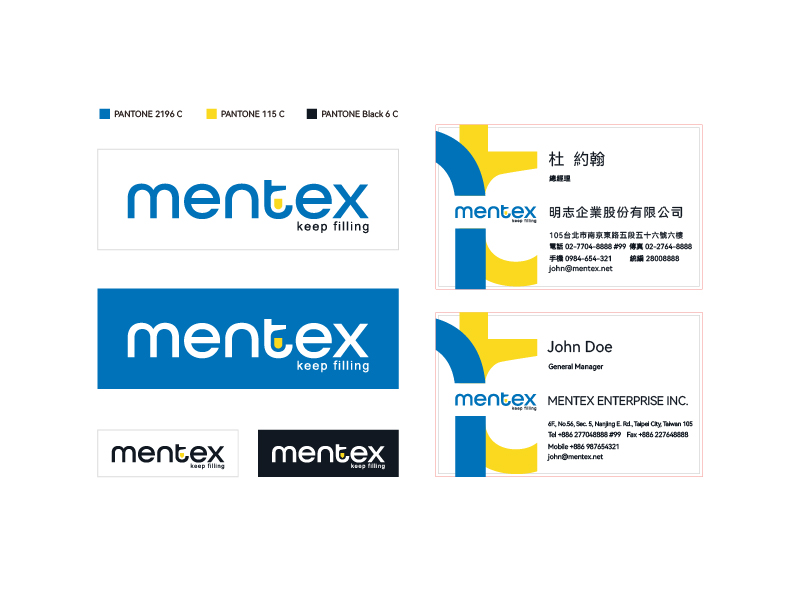 PANTONE 2196 C PANTONE 115 C PANTONE Black 6 C
mentex
keep filling
mentex
keep filling
mentex
keep filling
mentex
keep filling
杜 約翰
總經理
mentex
keep filling
明志企業股份有限公司
105台北市南京東路五段五十六號六樓
電話 02-7704-8888 #99 傳真 02-2764-8888
手機 0984-654-321 統編 28008888
john@mentex.net
John Doe
General Manager
mentex
keep filling
MENTEX ENTERPRISE INC.
6F., No.56, Sec. 5, Nanjing E. Rd., Taipei City, Taiwan 105
Tel +886 277048888 #99 Fax +886 227648888
Mobile +886 987654321
john@mentex.net